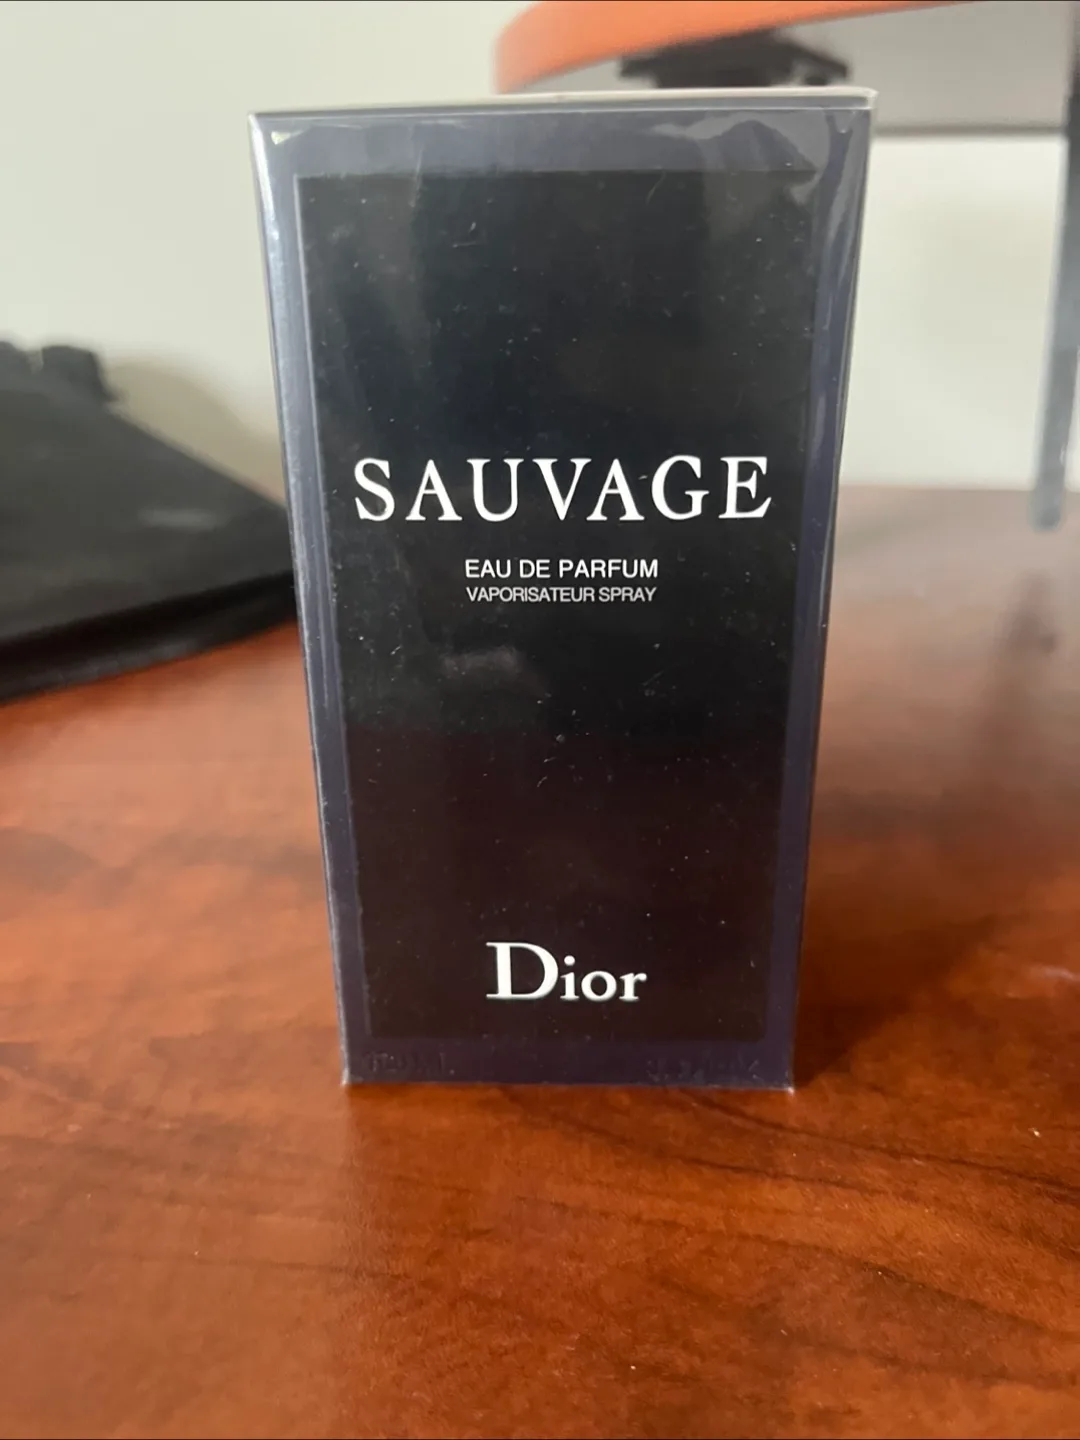 SAUVAGE
EAU DE PARFUM
VAPORISATEUR SPRAY
Dior